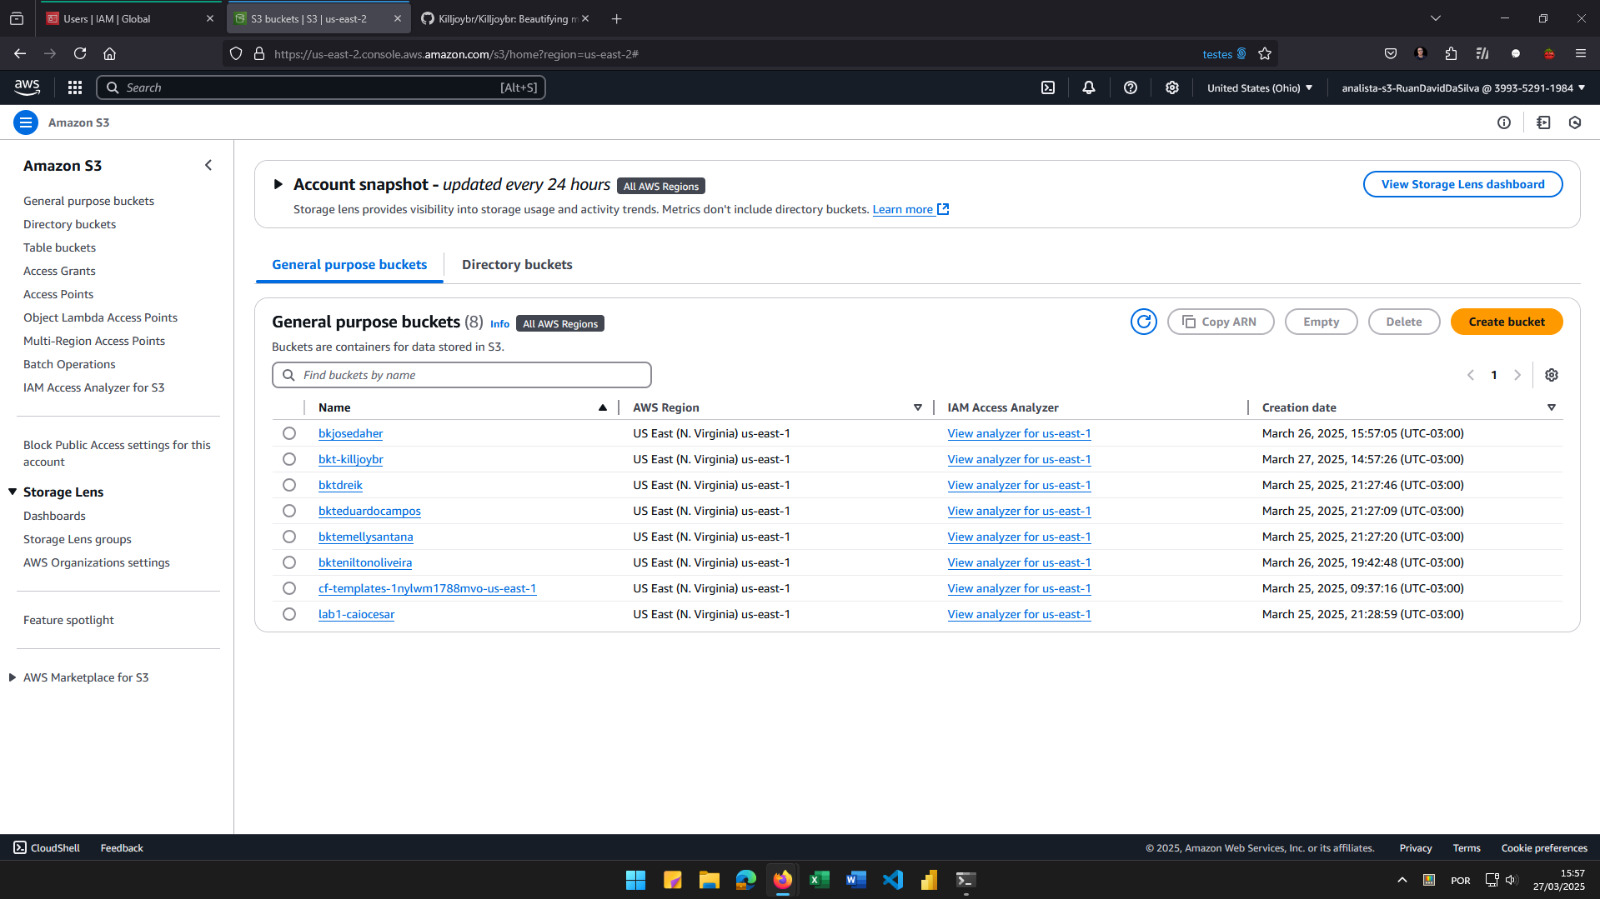 Users | IAM | Global
S3 buckets | S3 | us-east-2
Killjoybr/Killjoybr: Beautifying m
https://us-east-2.console.aws.amazon.com/s3/home?region=us-east-2#
testes
aws
Search
[Alt+S]
United States (Ohio)
analista-s3-RuanDavidDaSilva @ 3993-5291-1984
Amazon S3
Amazon S3
General purpose buckets
Directory buckets
Table buckets
Access Grants
Access Points
Object Lambda Access Points
Multi-Region Access Points
Batch Operations
IAM Access Analyzer for S3
Block Public Access settings for this
account
Storage Lens
Dashboards
Storage Lens groups
AWS Organizations settings
Feature spotlight
AWS Marketplace for S3
Account snapshot - updated every 24 hours All AWS Regions
View Storage Lens dashboard
Storage lens provides visibility into storage usage and activity trends. Metrics don't include directory buckets. Learn more
General purpose buckets
Directory buckets
General purpose buckets (8) Info All AWS Regions
Copy ARN
Empty
Delete
Create bucket
Buckets are containers for data stored in S3.
Find buckets by name
1
Name AWS Region IAM Access Analyzer Creation date
bkjosedaher US East (N. Virginia) us-east-1 View analyzer for us-east-1 March 26, 2025, 15:57:05 (UTC-03:00)
bkt-killjoybr US East (N. Virginia) us-east-1 View analyzer for us-east-1 March 27, 2025, 14:57:26 (UTC-03:00)
bktdreik US East (N. Virginia) us-east-1 View analyzer for us-east-1 March 25, 2025, 21:27:46 (UTC-03:00)
bkteduardocampos US East (N. Virginia) us-east-1 View analyzer for us-east-1 March 25, 2025, 21:27:09 (UTC-03:00)
bktemellysantana US East (N. Virginia) us-east-1 View analyzer for us-east-1 March 25, 2025, 21:27:20 (UTC-03:00)
bkteniltonoliveira US East (N. Virginia) us-east-1 View analyzer for us-east-1 March 26, 2025, 19:42:48 (UTC-03:00)
cf-templates-1nylwm1788mvo-us-east-1 US East (N. Virginia) us-east-1 View analyzer for us-east-1 March 25, 2025, 09:37:16 (UTC-03:00)
lab1-caiocesar US East (N. Virginia) us-east-1 View analyzer for us-east-1 March 25, 2025, 21:28:59 (UTC-03:00)
CloudShell
Feedback
© 2025, Amazon Web Services, Inc. or its affiliates.
Privacy
Terms
Cookie preferences
POR
15:57
27/03/2025